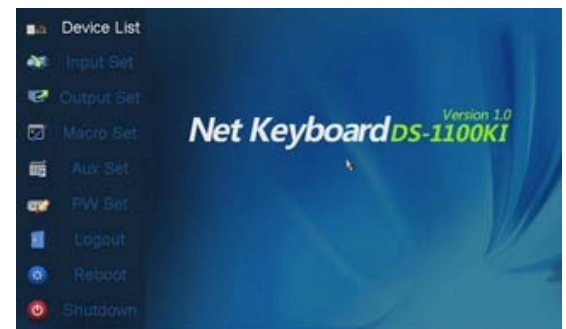 Device List
Input Set
Output Set
Macro Set
Aux Set
PW Set
Logout
Reboot
Shutdown
Version 1.0
Net Keyboard DS-1100KI